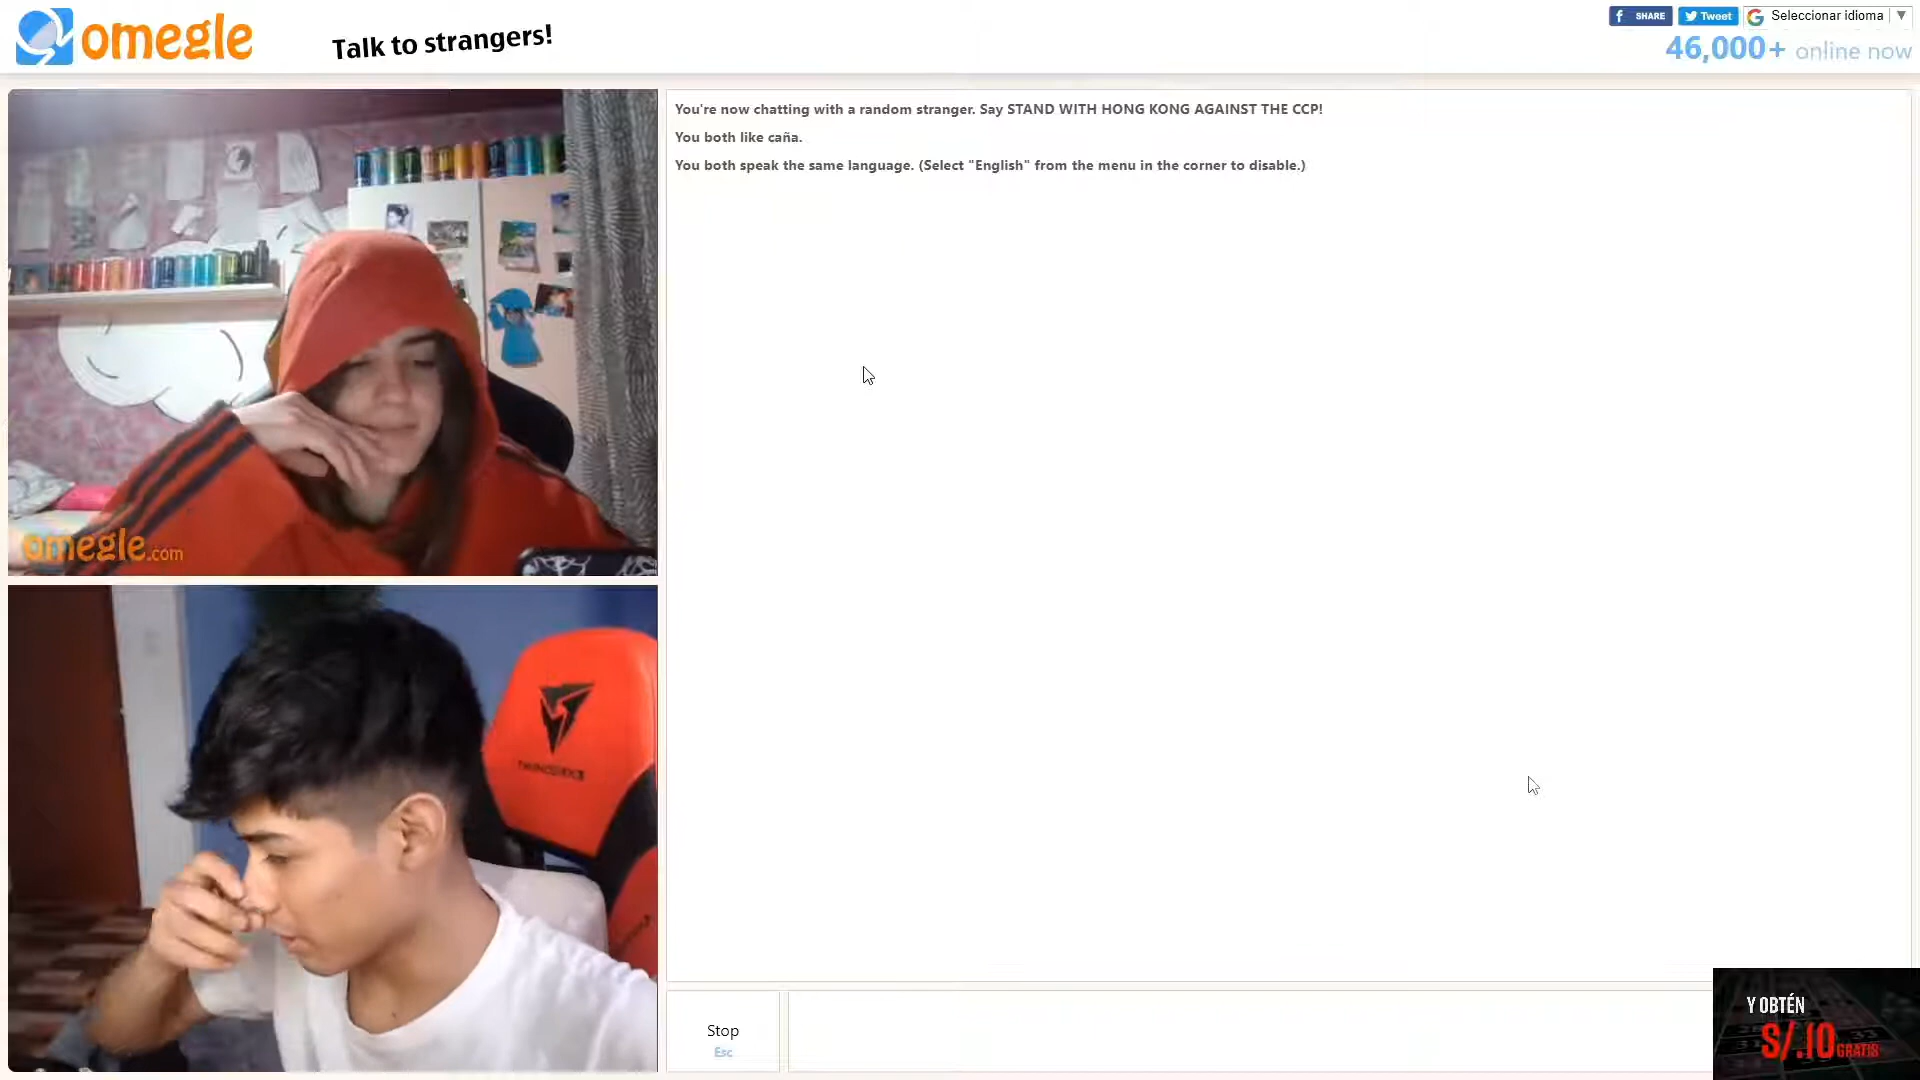 omegle
Talk to strangers!
SHARE
Tweet
Seleccionar idioma
46,000+ online now
You're now chatting with a random stranger. Say STAND WITH HONG KONG AGAINST THE CCP!
You both like caña.
You both speak the same language. (Select "English" from the menu in the corner to disable.)
omegle.com
Stop
Esc
Y OBTÉN
S/.10 GRATIS